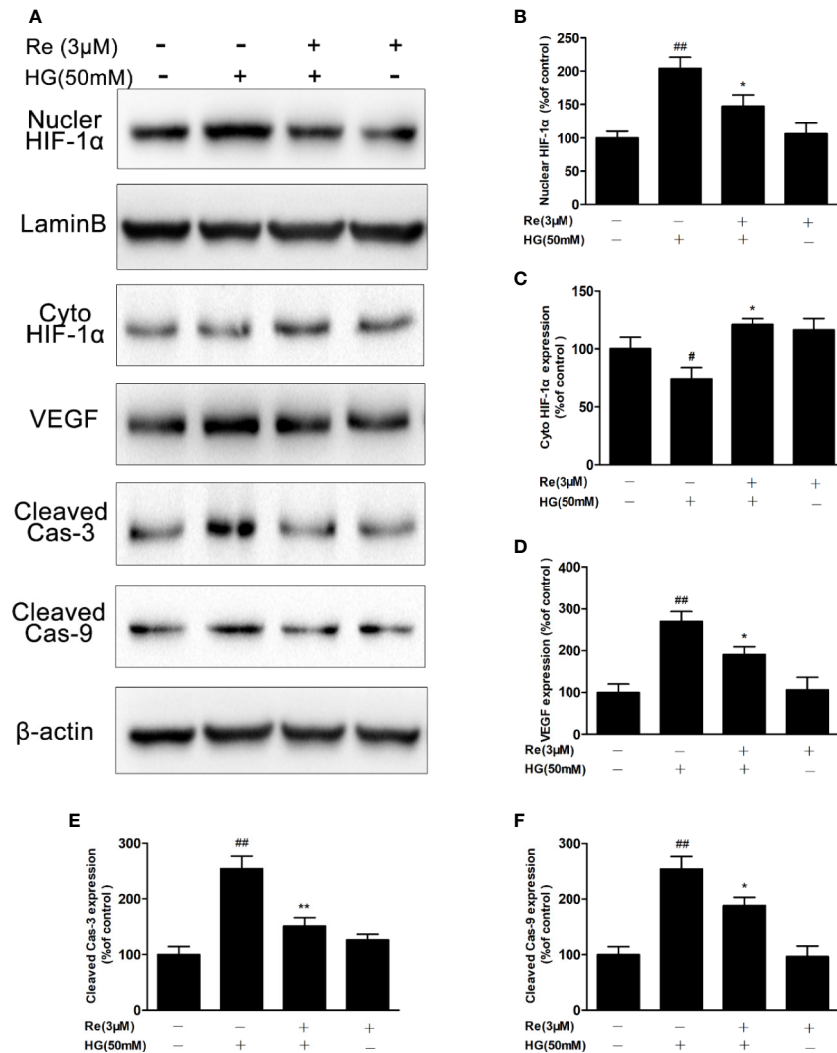 A
Re (3μM) - - + +
HG(50mM) - + + -
Nucler
HIF-1α
LaminB
Cyto
HIF-1α
VEGF
Cleaved
Cas-3
Cleaved
Cas-9
β-actin
B
Nuclear HIF-1α (%of control)
250
200
150
100
50
0
##
*
Re(3μM) — — + +
HG(50mM) — + + —
C
Cyto HIF-1α expression
(%of control)
150
100
50
0
#
*
Re(3μM) — — + +
HG(50mM) — + + —
D
VEGF expression (%of control)
400
300
200
100
0
##
*
Re(3μM) — — + +
HG(50mM) — + + —
E
Cleaved Cas-3 expression
(%of control )
300
200
100
0
##
**
Re(3μM) — — + +
HG(50mM) — + + —
F
Cleaved Cas-9 expression
(%of control )
300
200
100
0
##
*
Re(3μM) — — + +
HG(50mM) — + + —